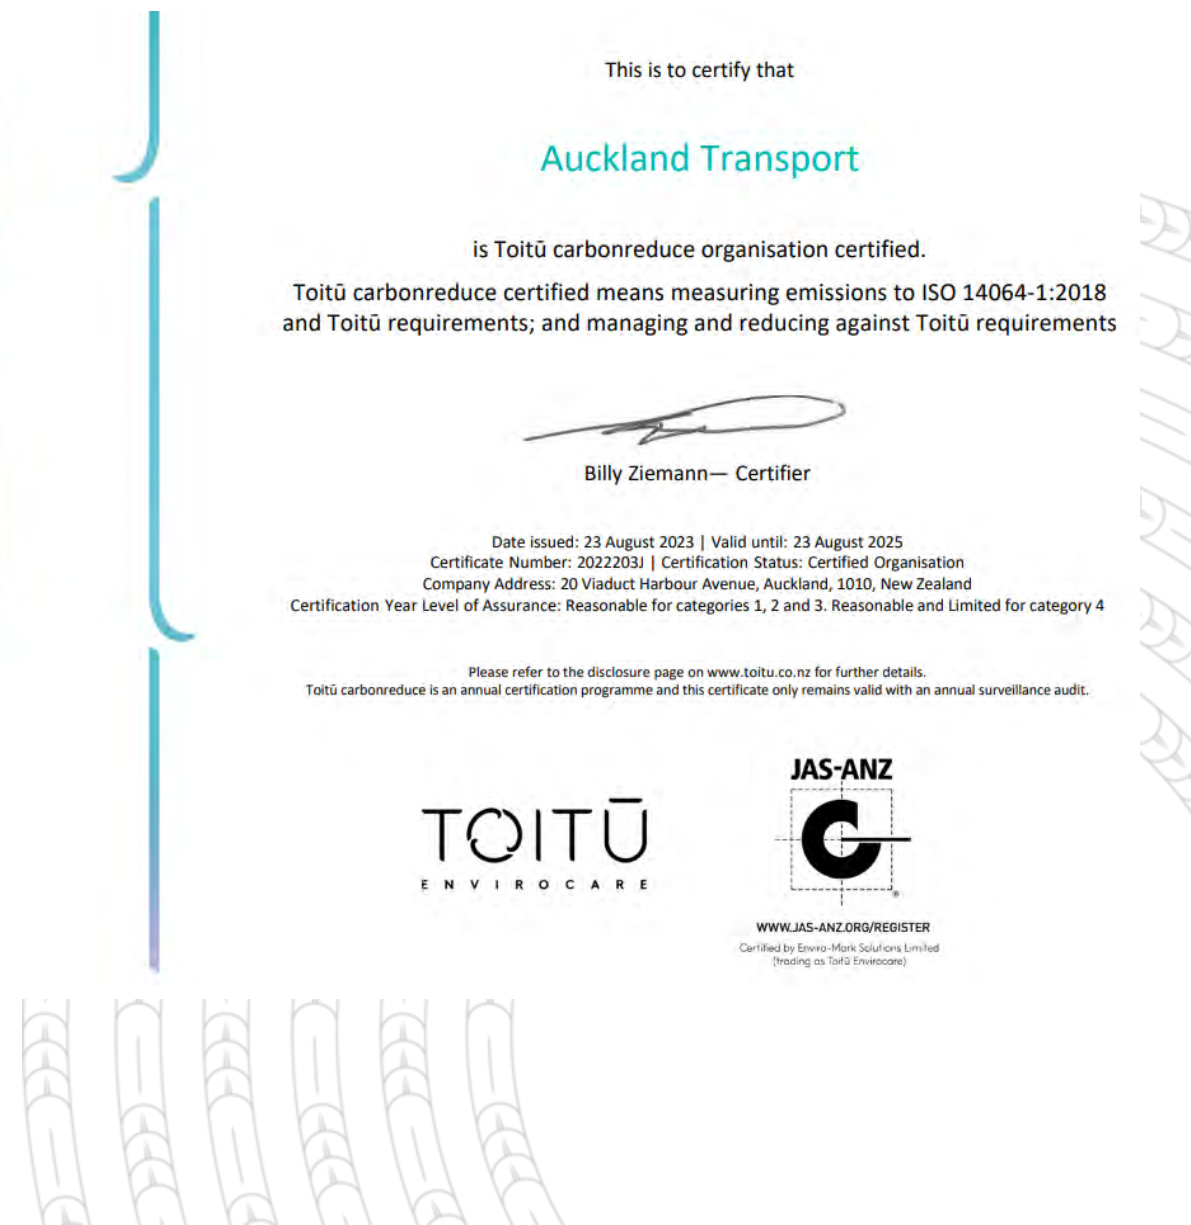 This is to certify that
Auckland Transport
is Toitū carbonreduce organisation certified.
Toitū carbonreduce certified means measuring emissions to ISO 14064-1:2018
and Toitū requirements; and managing and reducing against Toitū requirements
Billy Ziemann— Certifier
Date issued: 23 August 2023 | Valid until: 23 August 2025
Certificate Number: 2022203J | Certification Status: Certified Organisation
Company Address: 20 Viaduct Harbour Avenue, Auckland, 1010, New Zealand
Certification Year Level of Assurance: Reasonable for categories 1, 2 and 3. Reasonable and Limited for category 4
Please refer to the disclosure page on www.toitu.co.nz for further details.
Toitū carbonreduce is an annual certification programme and this certificate only remains valid with an annual surveillance audit.
TOITŪ
ENVIROCARE
JAS-ANZ
C
®
WWW.JAS-ANZ.ORG/REGISTER
Certified by Enviro-Mark Solutions Limited
(trading as Toitū Envirocare)